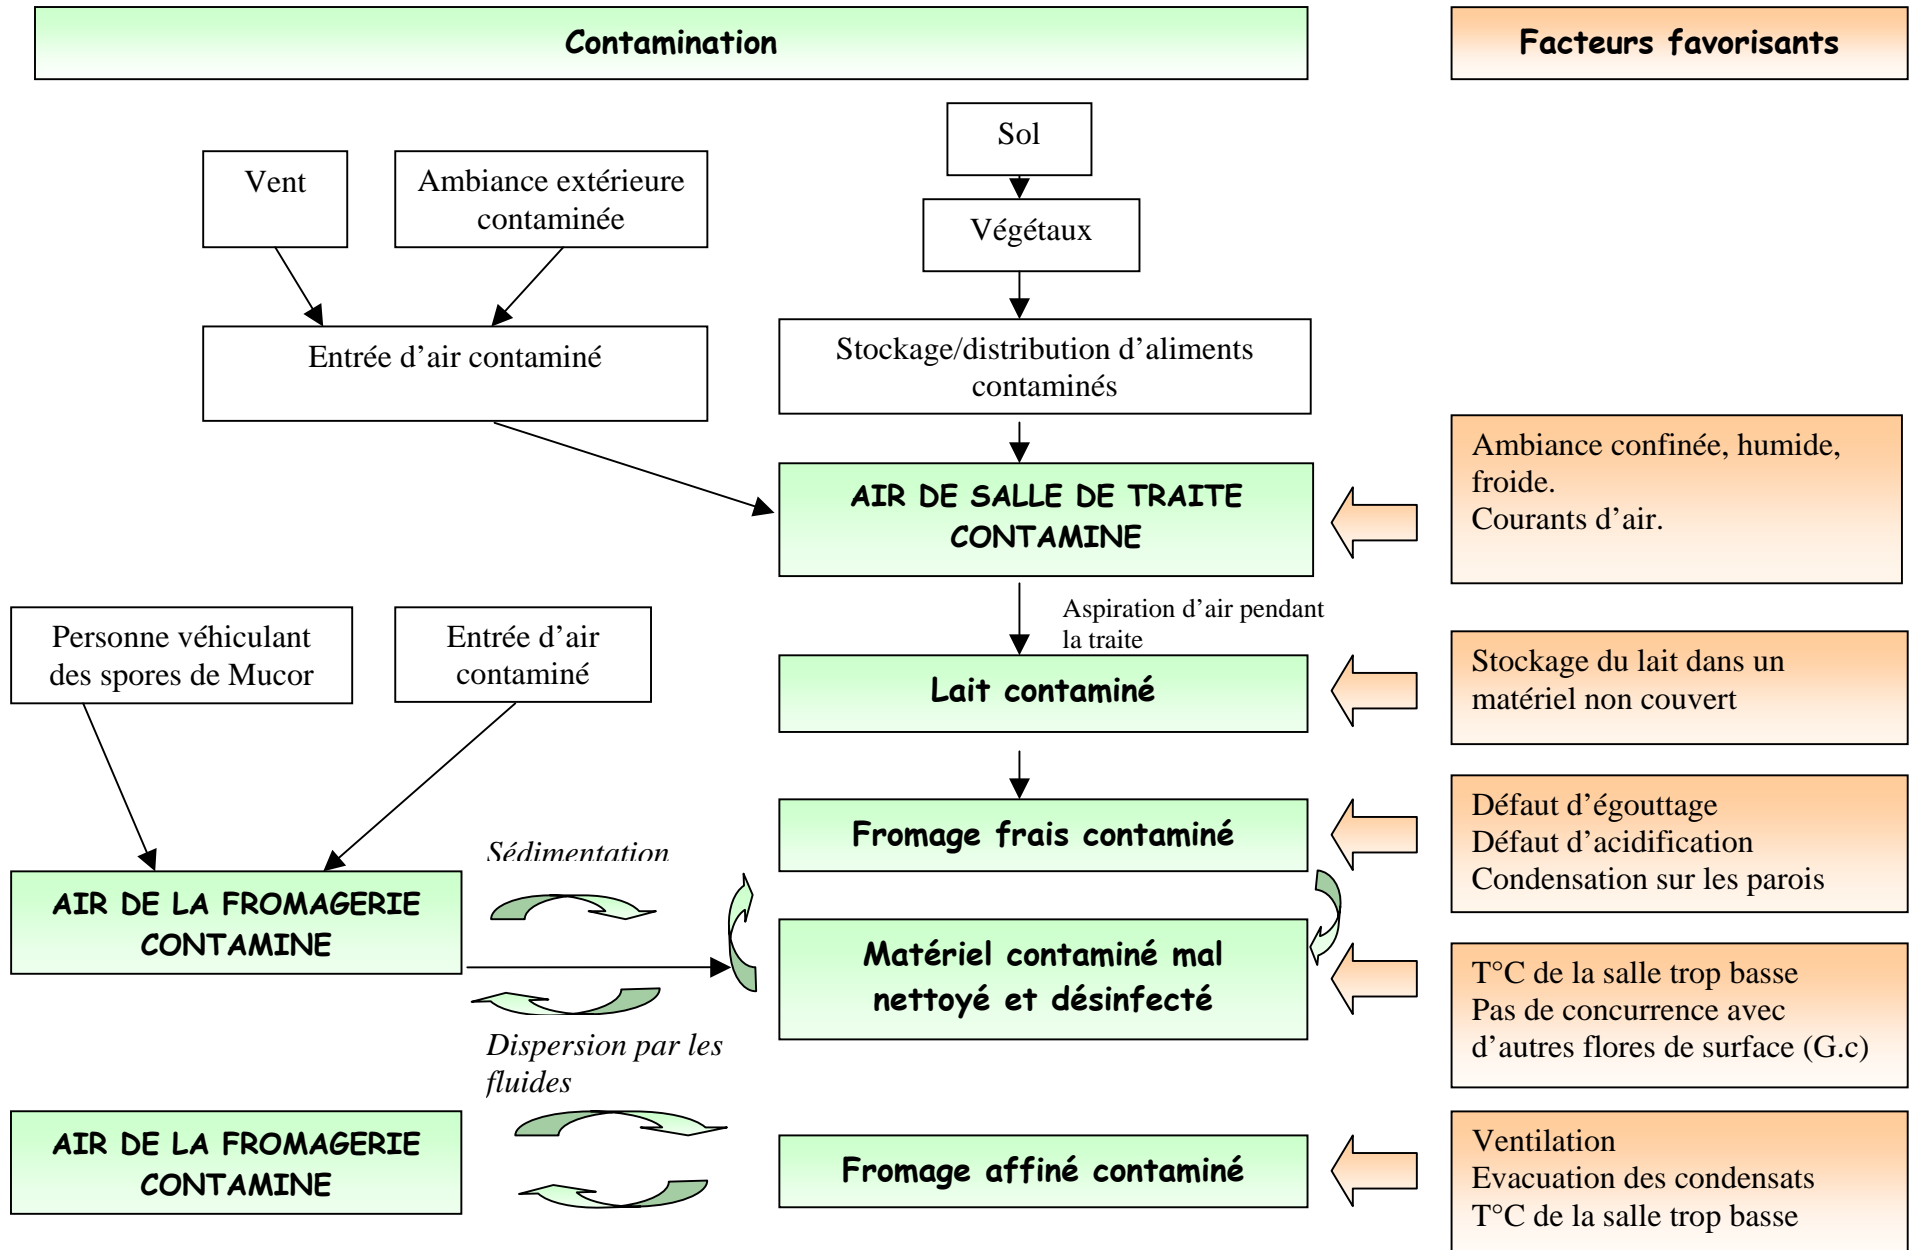 Contamination
Facteurs favorisants
Sol
Vent
Ambiance extérieure
contaminée
Végétaux
Entrée d’air contaminé
Stockage/distribution d’aliments
contaminés
AIR DE SALLE DE TRAITE
CONTAMINE
Ambiance confinée, humide,
froide.
Courants d’air.
Aspiration d’air pendant
la traite
Personne véhiculant
des spores de Mucor
Entrée d’air
contaminé
Lait contaminé
Stockage du lait dans un
matériel non couvert
Fromage frais contaminé
Défaut d’égouttage
Défaut d’acidification
Condensation sur les parois
Sédimentation
AIR DE LA FROMAGERIE
CONTAMINE
Matériel contaminé mal
nettoyé et désinfecté
T°C de la salle trop basse
Pas de concurrence avec
d’autres flores de surface (G.c)
Dispersion par les
fluides
AIR DE LA FROMAGERIE
CONTAMINE
Fromage affiné contaminé
Ventilation
Evacuation des condensats
T°C de la salle trop basse